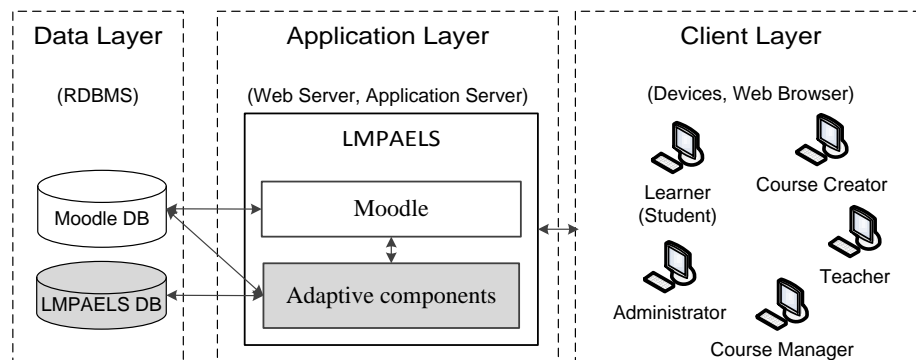 Data Layer
(RDBMS)
Moodle DB
LMPAELS DB
Application Layer
(Web Server, Application Server)
LMPAELS
Moodle
Adaptive components
Client Layer
(Devices, Web Browser)
Learner
(Student)
Course Creator
Teacher
Administrator
Course Manager